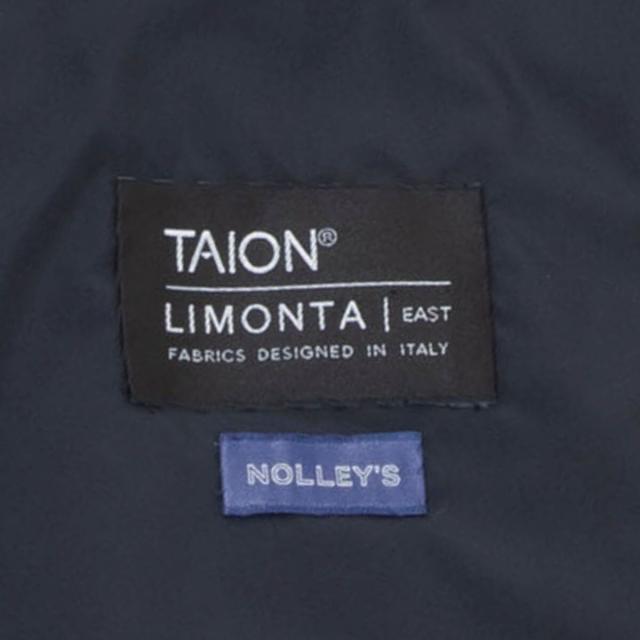 TAION®
LIMONTA | EAST
FABRICS DESIGNED IN ITALY
NOLLEY'S